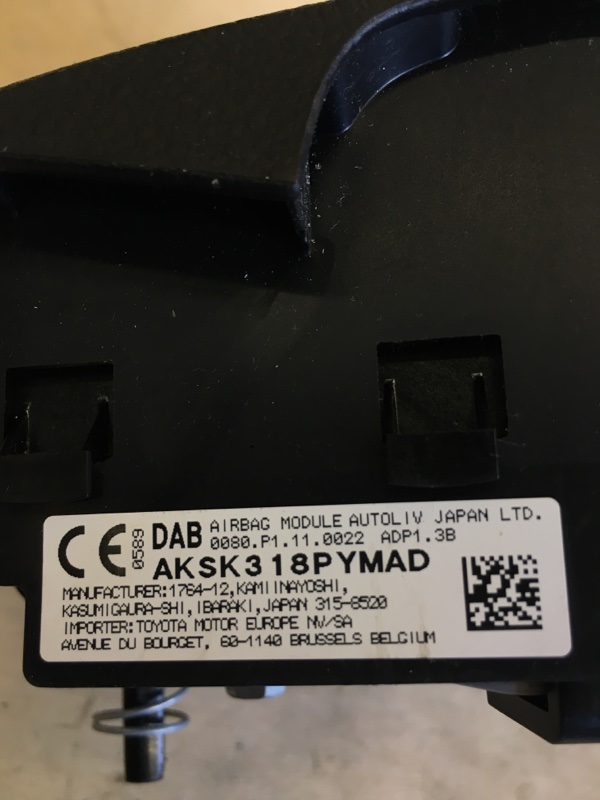 CE 0589 DAB AIRBAG MODULE AUTOLIV JAPAN LTD.
0080.P1.11.0022 ADP1.3B
AKSK318PYMAD
MANUFACTURER:1764-12,KAMIINAYOSHI,
KASUMIGAURA-SHI,IBARAKI,JAPAN 315-8520
IMPORTER:TOYOTA MOTOR EUROPE NV/SA
AVENUE DU BOURGET, 60-1140 BRUSSELS BELGIUM